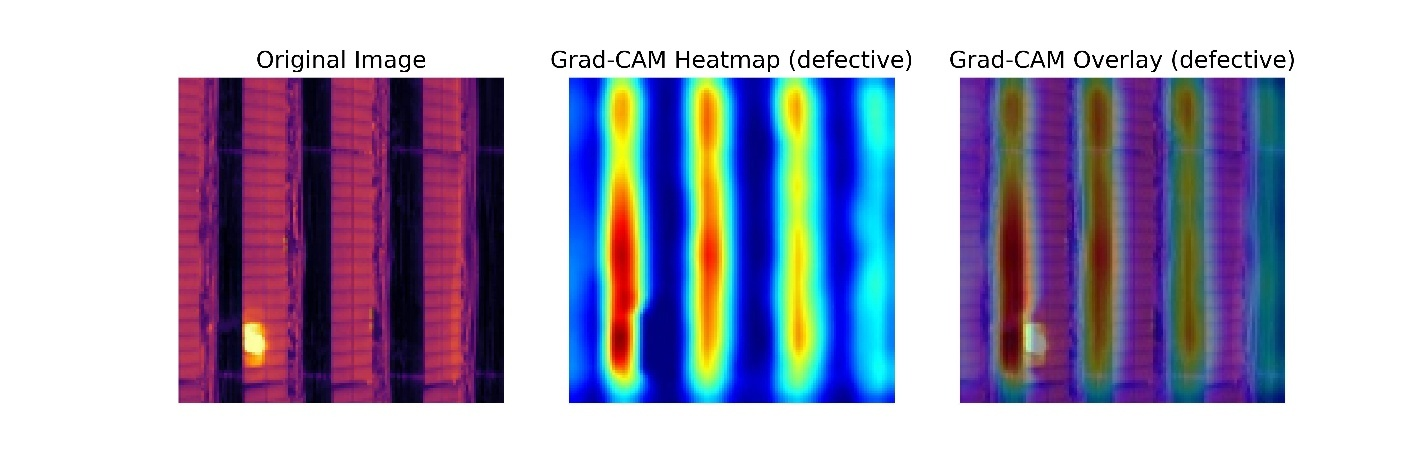 Original Image
Grad-CAM Heatmap (defective)
Grad-CAM Overlay (defective)